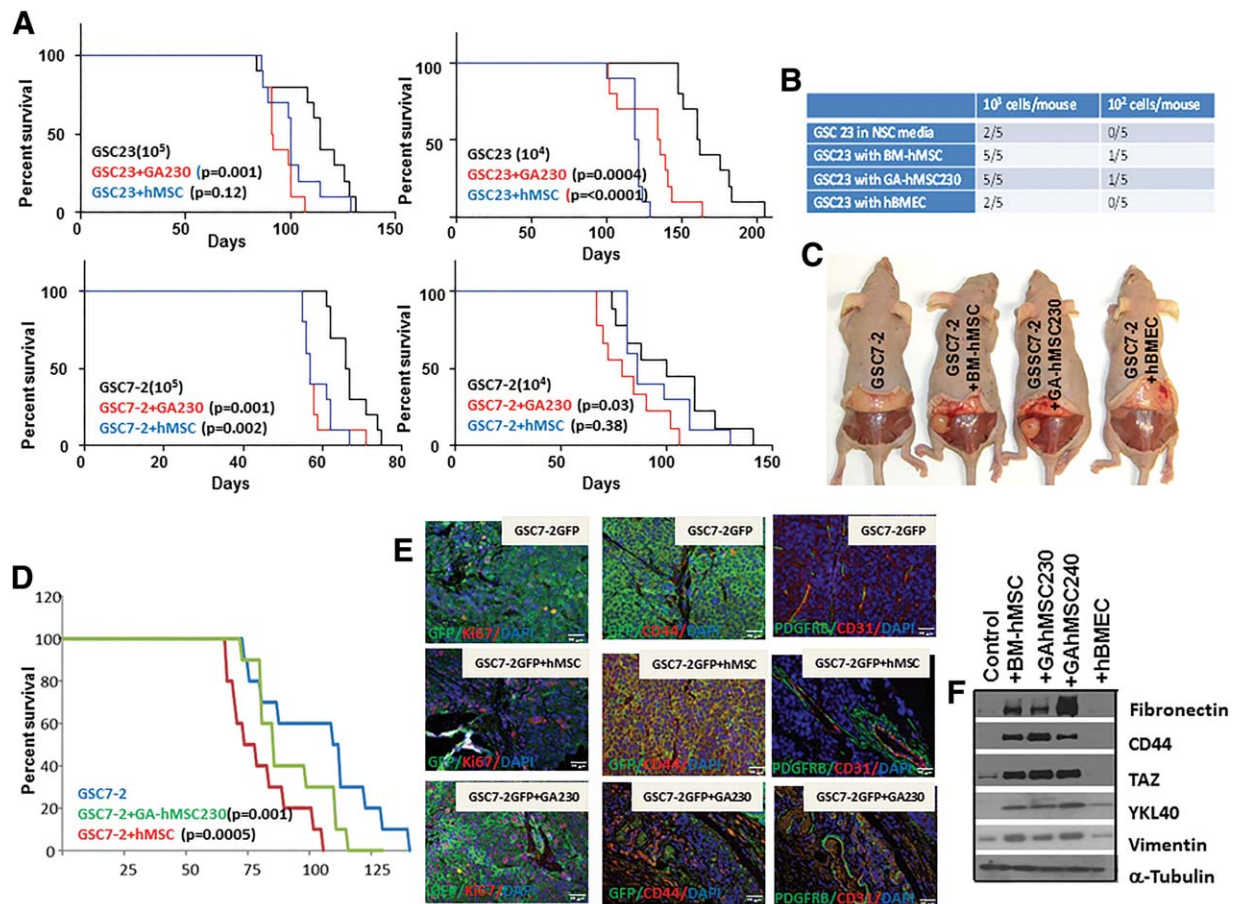 A
Percent survival
100
50
0
GSC23(10⁵)
GSC23+GA230 (p=0.001)
GSC23+hMSC (p=0.12)
0 50 100 150
Days
Percent survival
100
50
GSC23 (10⁴)
GSC23+GA230 (p=0.0004)
GSC23+hMSC (p=<0.0001)
0 50 100 150 200
Days
Percent survival
100
50
0
GSC7-2(10⁵)
GSC7-2+GA230 (p=0.001)
GSC7-2+hMSC (p=0.002)
0 20 40 60 80
Days
Percent survival
100
50
0
GSC7-2(10⁴)
GSC7-2+GA230 (p=0.03)
GSC7-2+hMSC (p=0.38)
0 50 100 150
Days
B
10³ cells/mouse 10² cells/mouse
GSC 23 in NSC media 2/5 0/5
GSC23 with BM-hMSC 5/5 1/5
GSC23 with GA-hMSC230 5/5 1/5
GSC23 with hBMEC 2/5 0/5
C
GSC7-2
GSC7-2
+BM-hMSC
GSSC7-2
+GA-hMSC230
GSC7-2
+hBMEC
D
Percent survival
120
100
80
60
40
20
0
GSC7-2
GSC7-2+GA-hMSC230(p=0.001)
GSC7-2+hMSC (p=0.0005)
25 50 75 100 125
E
GSC7-2GFP
GFP/Ki67/DAPI
GSC7-2GFP
GFP/CD44/DAPI
GSC7-2GFP
PDGFRB/CD31/DAPI
GSC7-2GFP+hMSC
GFP/Ki67/DAPI
GSC7-2GFP+hMSC
GFP/CD44/DAPI
GSC7-2GFP+hMSC
PDGFRB/CD31/DAPI
GSC7-2GFP+GA230
GFP/Ki67/DAPI
GSC7-2GFP+GA230
GFP/CD44/DAPI
GSC7-2GFP+GA230
PDGFRB/CD31/DAPI
F
Control
+BM-hMSC
+GAhMSC230
+GAhMSC240
+hBMEC
Fibronectin
CD44
TAZ
YKL40
Vimentin
α-Tubulin